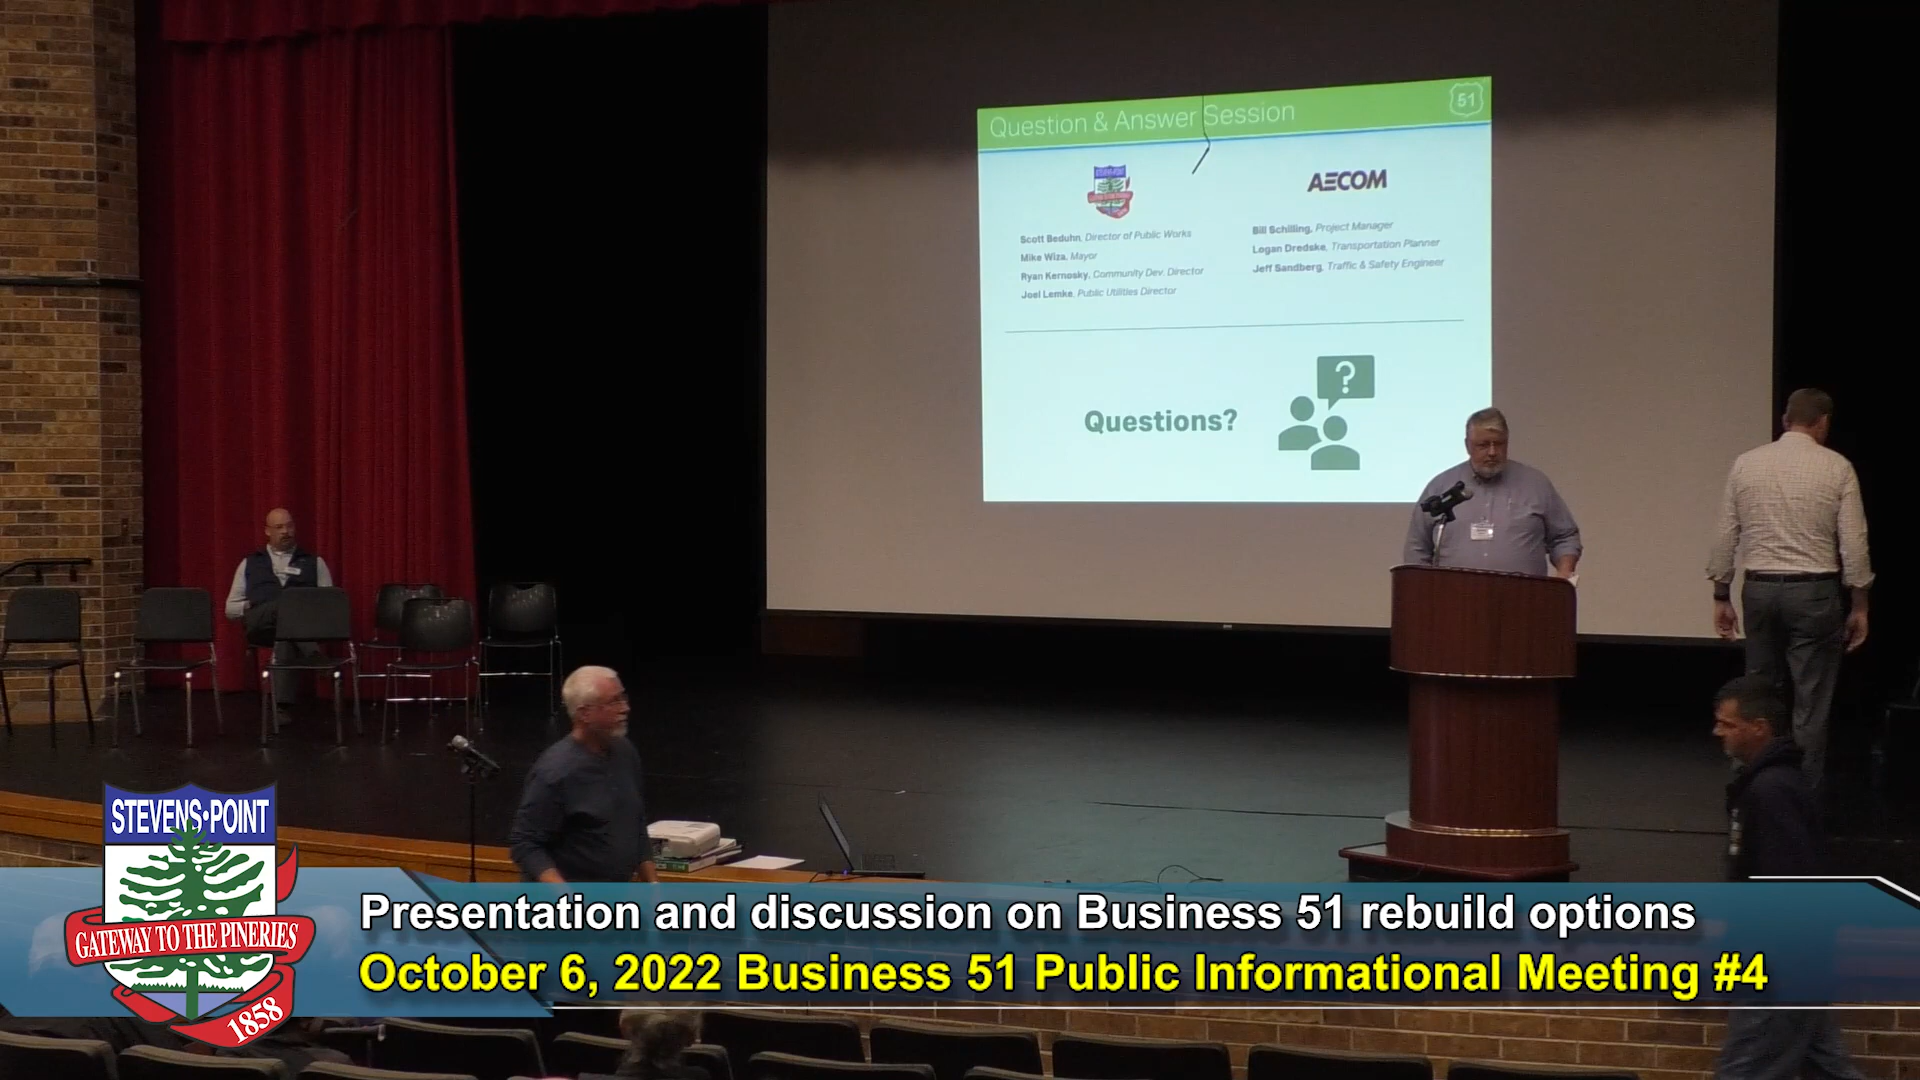 Question & Answer Session
51
STEVENS POINT
AECOM
Scott Beduhn, Director of Public Works
Mike Wiza, Mayor
Ryan Kernosky, Community Dev. Director
Joel Lemke, Public Utilities Director
Bill Schilling, Project Manager
Logan Dredske, Transportation Planner
Jeff Sandberg, Traffic & Safety Engineer
Questions?
?
STEVENS•POINT
GATEWAY TO THE PINERIES
1858
Presentation and discussion on Business 51 rebuild options
October 6, 2022 Business 51 Public Informational Meeting #4